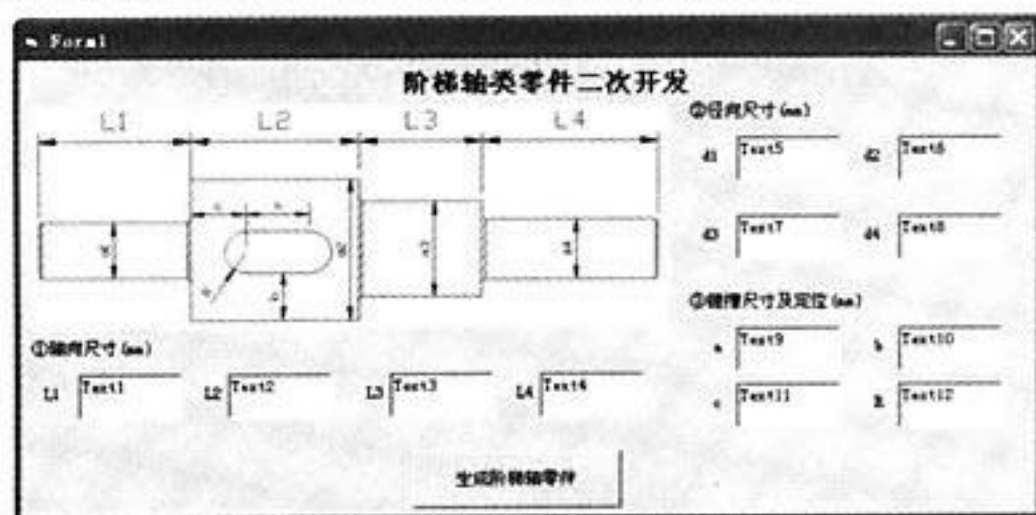 Form1
阶梯轴类零件二次开发
L1 L2 L3 L4
②径向尺寸(mm)
d1 Text5 d2 Text6
d3 Text7 d4 Text8
①轴向尺寸(mm)
L1 Text1 L2 Text2 L3 Text3 L4 Text4
③键槽尺寸及定位(mm)
a Text9 b Text10
c Text11 R Text12
生成阶梯轴零件